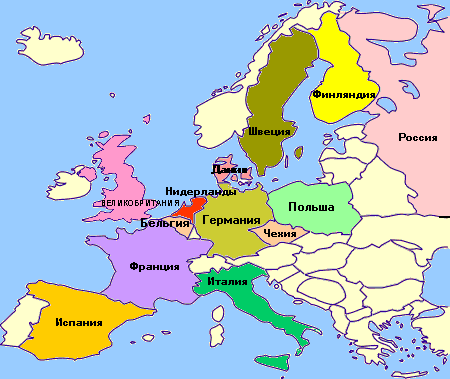 Финляндия
Швеция
Россия
Дания
Нидерланды
ВЕЛИКОБРИТАНИЯ
Польша
Германия
Бельгия
Чехия
Франция
Италия
Испания